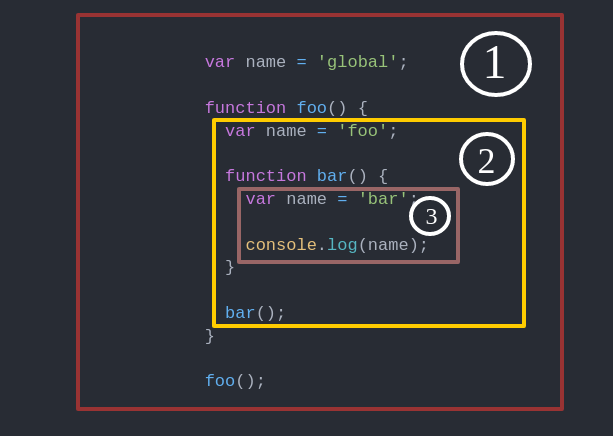 var name = 'global';
1
function foo() {
var name = 'foo';
2
function bar() {
var name = 'bar';
3
console.log(name);
}
bar();
}
foo();